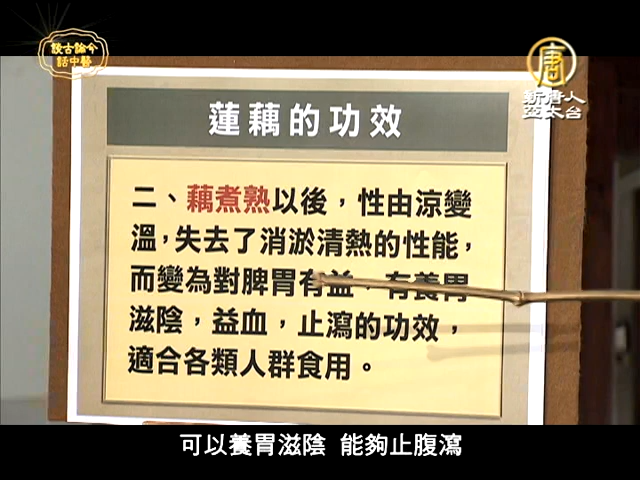 談古論今
話中醫
唐
新唐人
亞太台
蓮藕的功效
二、藕煮熟以後，性由涼變
溫，失去了消淤清熱的性能，
而變為對脾胃有益，有養胃
滋陰，益血，止瀉的功效，
適合各類人群食用。
可以養胃滋陰 能夠止腹瀉